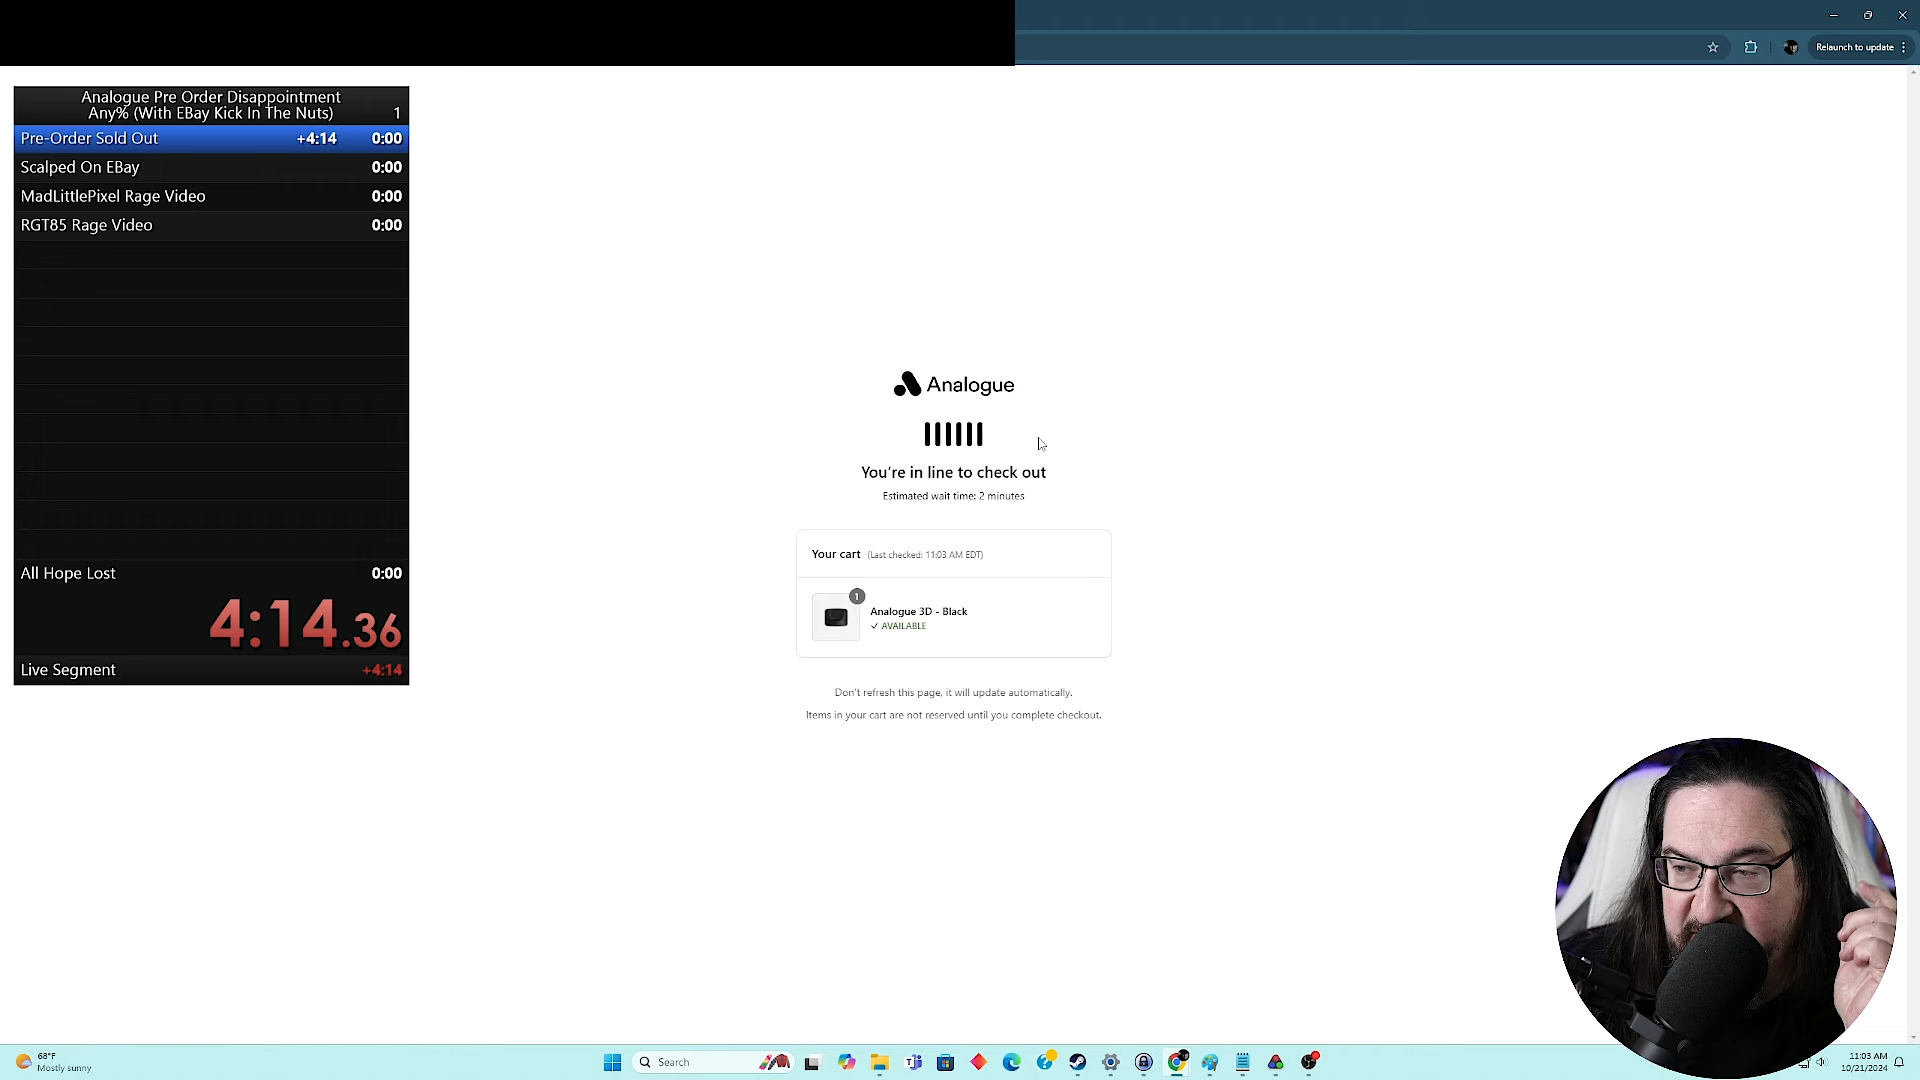 Relaunch to update
Analogue Pre Order Disappointment
Any% (With EBay Kick In The Nuts) 1
Pre-Order Sold Out +4:14 0:00
Scalped On EBay 0:00
MadLittlePixel Rage Video 0:00
RGT85 Rage Video 0:00
All Hope Lost 0:00
4:14.36
Live Segment +4:14
Analogue
You're in line to check out
Estimated wait time: 2 minutes
Your cart (Last checked: 11:03 AM EDT)
1
Analogue 3D - Black
✓ AVAILABLE
Don't refresh this page, it will update automatically.
Items in your cart are not reserved until you complete checkout.
68°F
Mostly sunny
Search
11:03 AM
10/21/2024